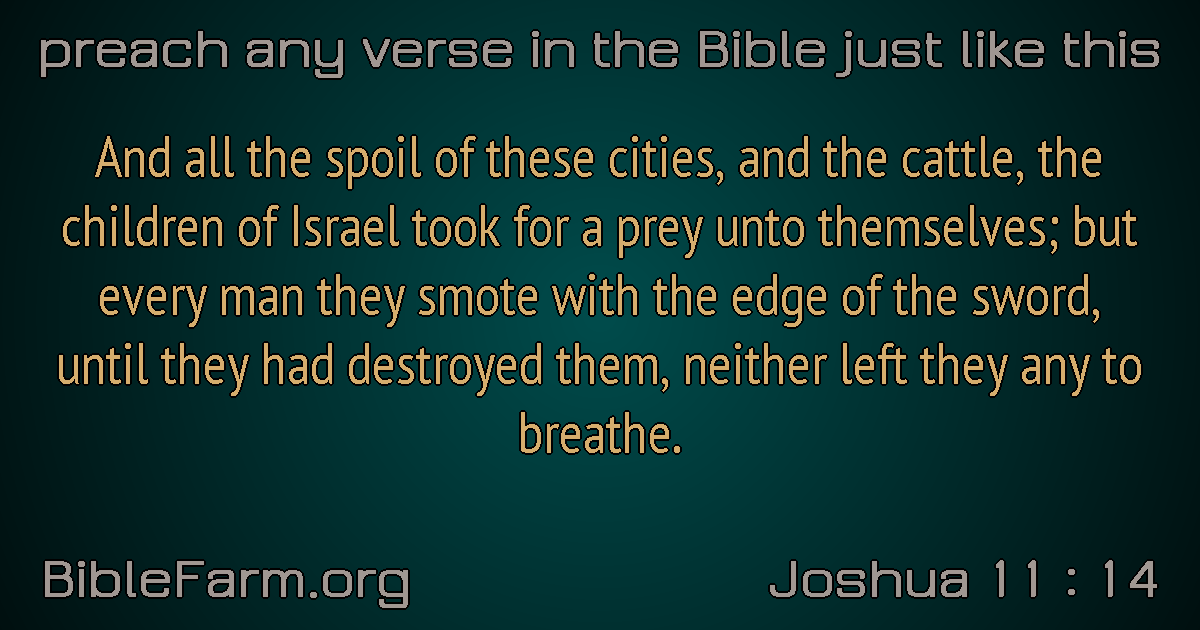 preach any verse in the Bible just like this
And all the spoil of these cities, and the cattle, the
children of Israel took for a prey unto themselves; but
every man they smote with the edge of the sword,
until they had destroyed them, neither left they any to
breathe.
BibleFarm.org
Joshua 11 : 14